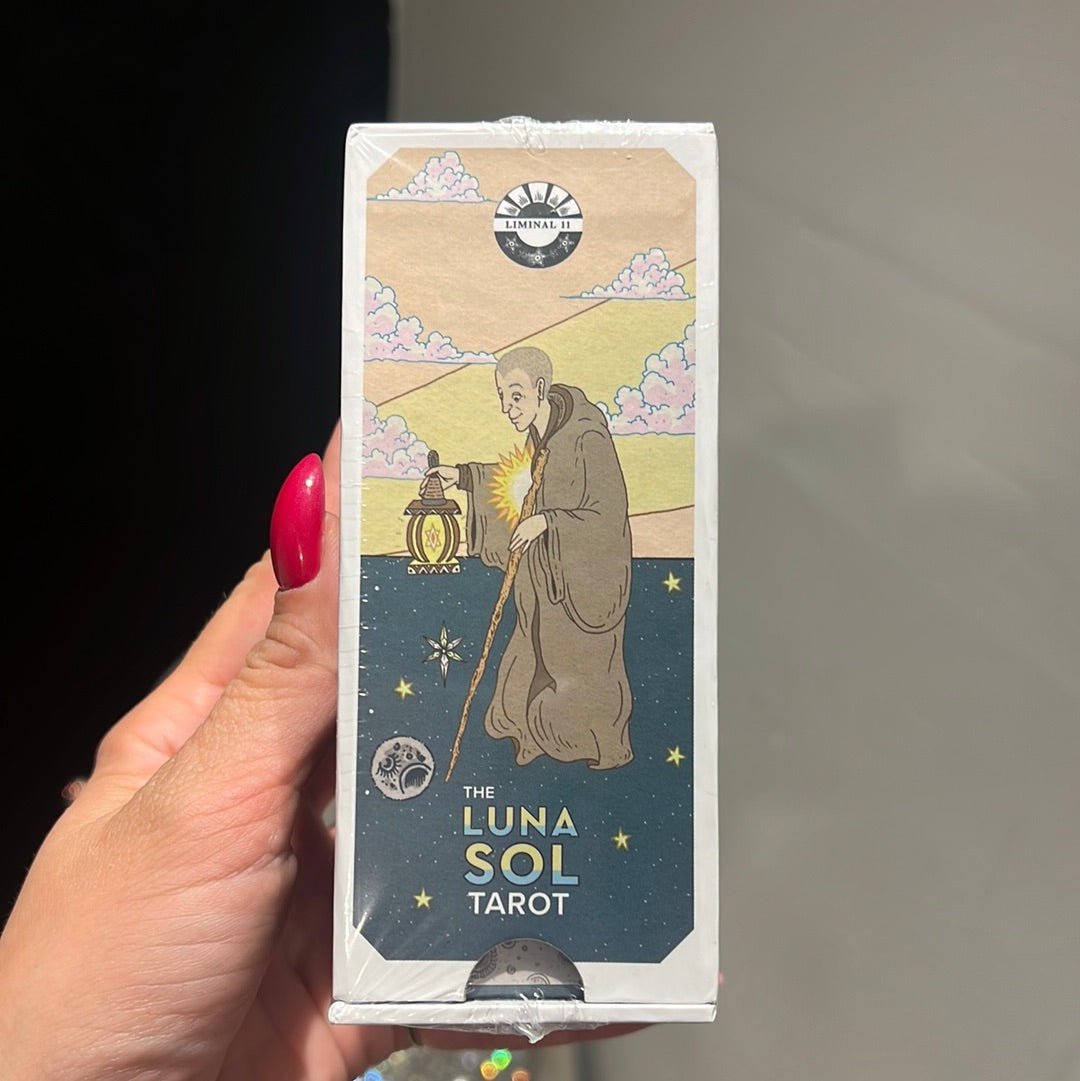 LIMINAL 11
THE
LUNA
SOL
TAROT